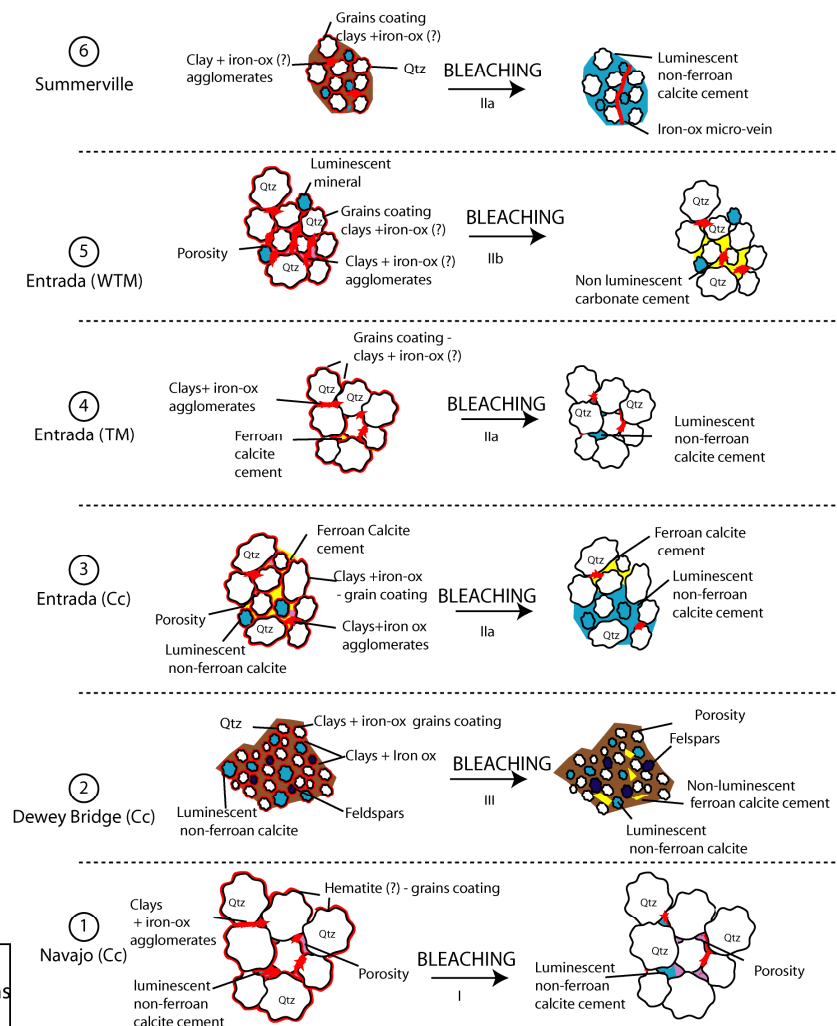 6
Summerville
Grains coating
clays +iron-ox (?)
Clay + iron-ox (?)
agglomerates
Qtz
BLEACHING
IIa
Luminescent
non-ferroan
calcite cement
Iron-ox micro-vein
5
Entrada (WTM)
Luminescent
mineral
Qtz
Qtz
Grains coating
clays +iron-ox (?)
Porosity
Clays + iron-ox (?)
agglomerates
Qtz
BLEACHING
IIb
Qtz
Qtz
Non luminescent
carbonate cement
Qtz
4
Entrada (TM)
Grains coating -
clays + iron-ox (?)
Clays+ iron-ox
agglomerates
Qtz
Qtz
Ferroan
calcite
cement
BLEACHING
IIa
Qtz
Qtz
Luminescent
non-ferroan
calcite cement
3
Entrada (Cc)
Ferroan Calcite
cement
Qtz
Clays +iron-ox
- grain coating
Porosity
Qtz
Clays+iron ox
agglomerates
Luminescent
non-ferroan calcite
BLEACHING
IIa
Ferroan calcite
cement
Qtz
Luminescent
non-ferroan
calcite cement
Qtz
2
Dewey Bridge (Cc)
Qtz
Clays + iron-ox grains coating
Clays + Iron ox
Luminescent
non-ferroan calcite
Feldspars
BLEACHING
III
Porosity
Felspars
Non-luminescent
ferroan calcite cement
Luminescent
non-ferroan calcite
1
Navajo (Cc)
Hematite (?) - grains coating
Clays
+ iron-ox
agglomerates
Qtz
Qtz
Porosity
luminescent
non-ferroan
calcite cement
Qtz
BLEACHING
I
Qtz
Qtz
Qtz
Luminescent
non-ferroan
calcite cement
Porosity